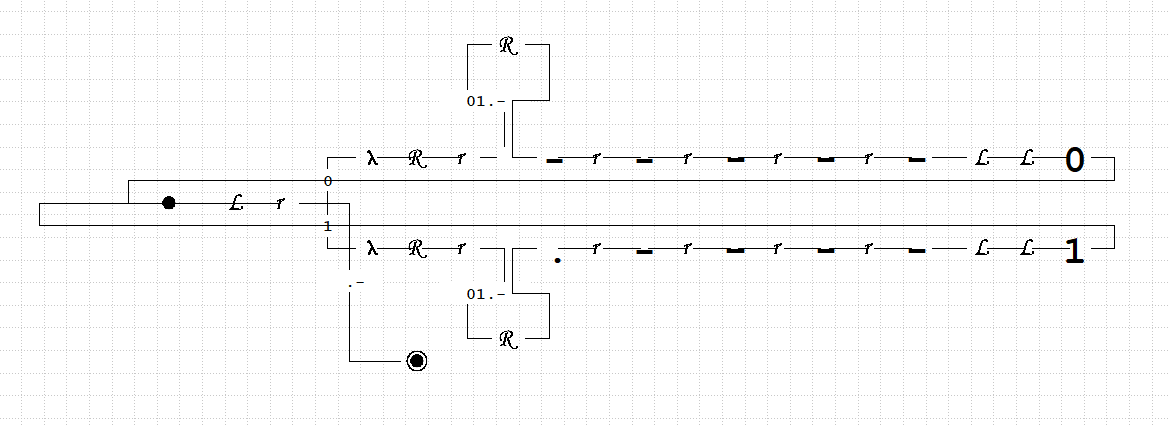 ℛ
01.-
λ ℛ r - r - r - r - r - ℒ ℒ 0
0
ℒ r
1
λ ℛ r . r - r - r - r - ℒ ℒ 1
.-
01.-
ℛ